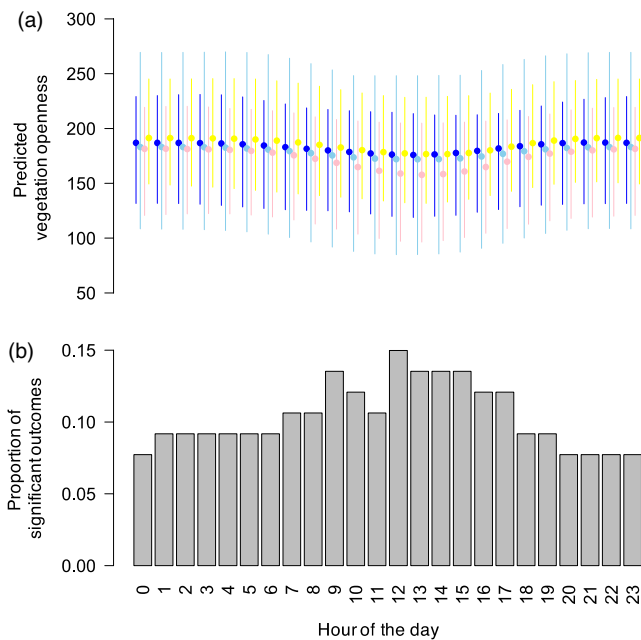 (a)
300
250
200
150
100
50
Predicted
vegetation openness
(b)
0.15
0.10
0.05
0.00
Proportion of
significant outcomes
0 1 2 3 4 5 6 7 8 9 10 11 12 13 14 15 16 17 18 19 20 21 22 23
Hour of the day